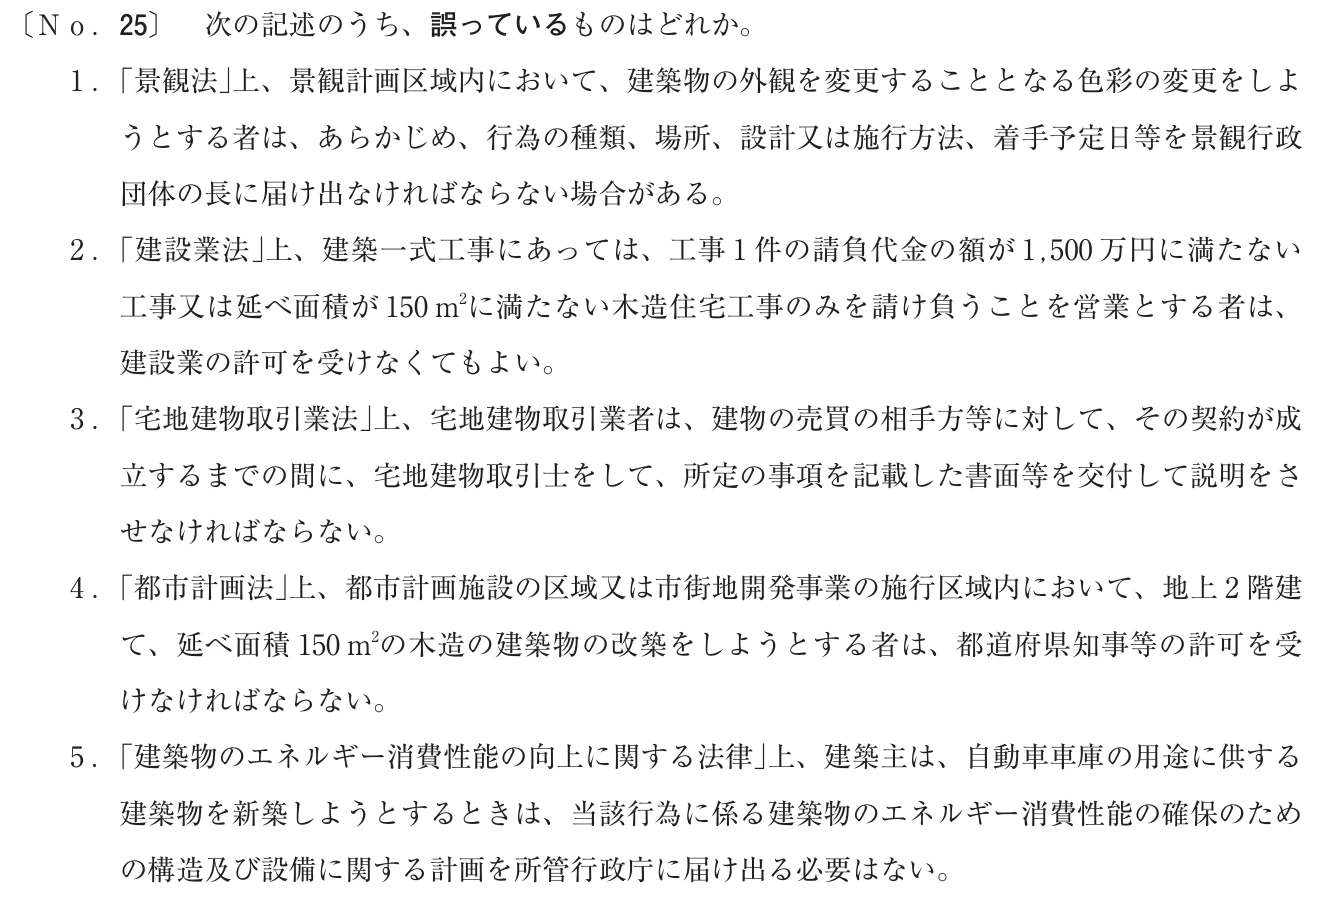 〔Ｎｏ．25〕　次の記述のうち、誤っているものはどれか。
1．「景観法」上、景観計画区域内において、建築物の外観を変更することとなる色彩の変更をしよ
うとする者は、あらかじめ、行為の種類、場所、設計又は施行方法、着手予定日等を景観行政
団体の長に届け出なければならない場合がある。
2．「建設業法」上、建築一式工事にあっては、工事1件の請負代金の額が1,500万円に満たない
工事又は延べ面積が150 m²に満たない木造住宅工事のみを請け負うことを営業とする者は、
建設業の許可を受けなくてもよい。
3．「宅地建物取引業法」上、宅地建物取引業者は、建物の売買の相手方等に対して、その契約が成
立するまでの間に、宅地建物取引士をして、所定の事項を記載した書面等を交付して説明をさ
せなければならない。
4．「都市計画法」上、都市計画施設の区域又は市街地開発事業の施行区域内において、地上2階建
て、延べ面積150 m²の木造の建築物の改築をしようとする者は、都道府県知事等の許可を受
けなければならない。
5．「建築物のエネルギー消費性能の向上に関する法律」上、建築主は、自動車車庫の用途に供する
建築物を新築しようとするときは、当該行為に係る建築物のエネルギー消費性能の確保のため
の構造及び設備に関する計画を所管行政庁に届け出る必要はない。